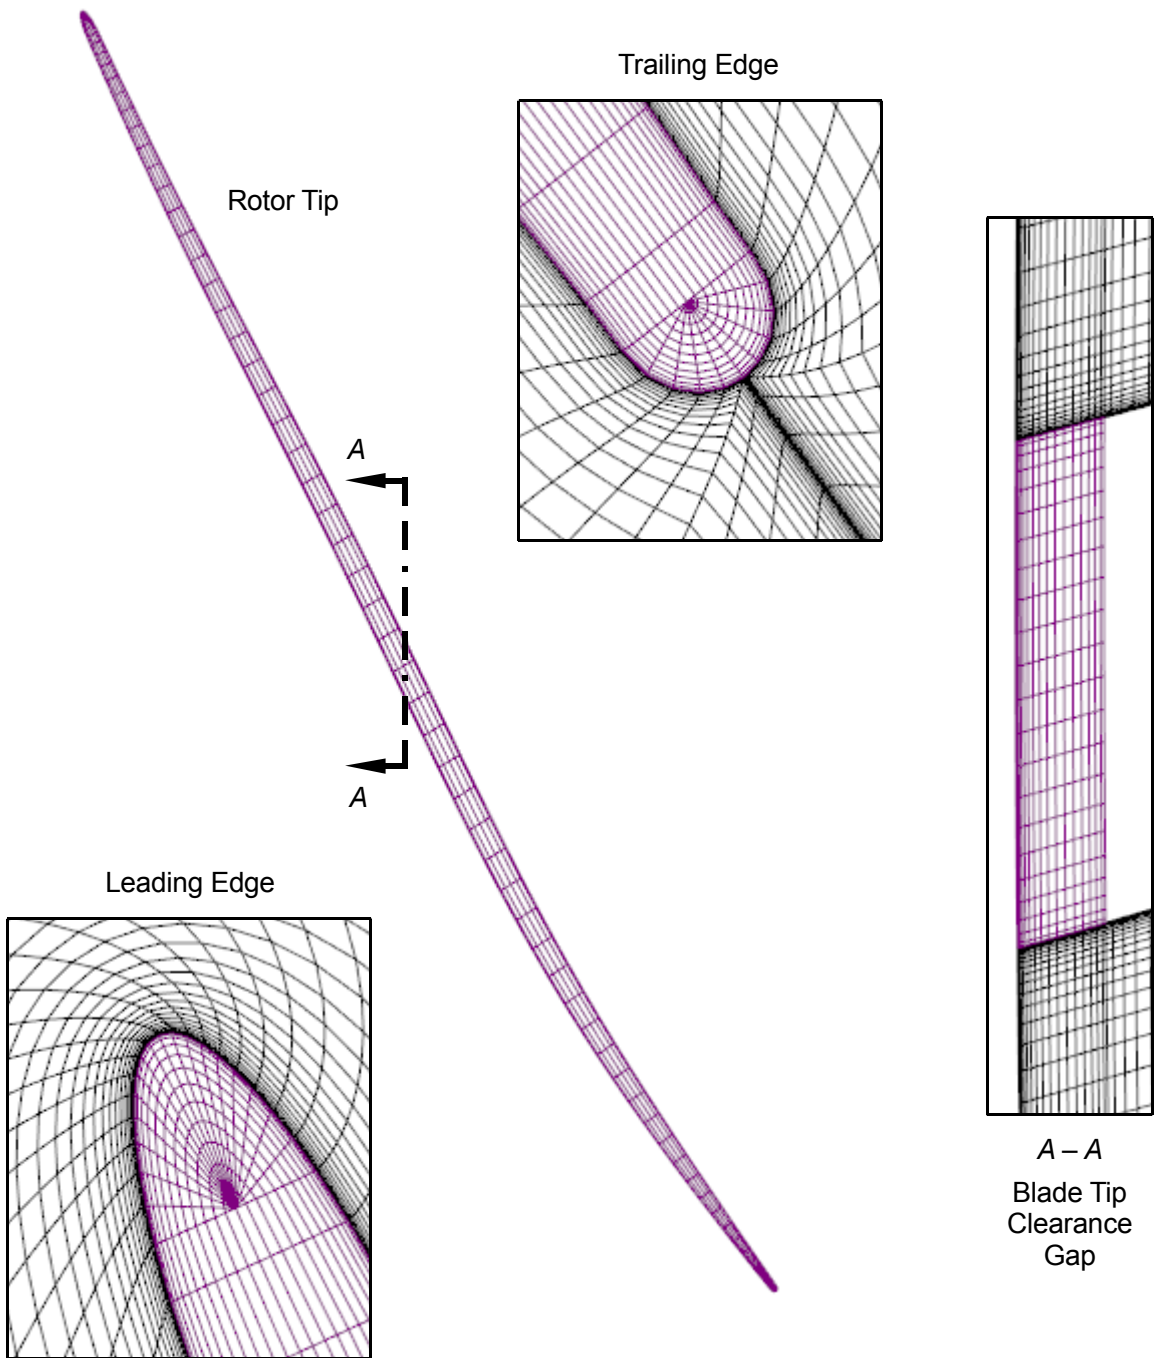 Trailing Edge
Rotor Tip
A
A
Leading Edge
A – A
Blade Tip
Clearance
Gap